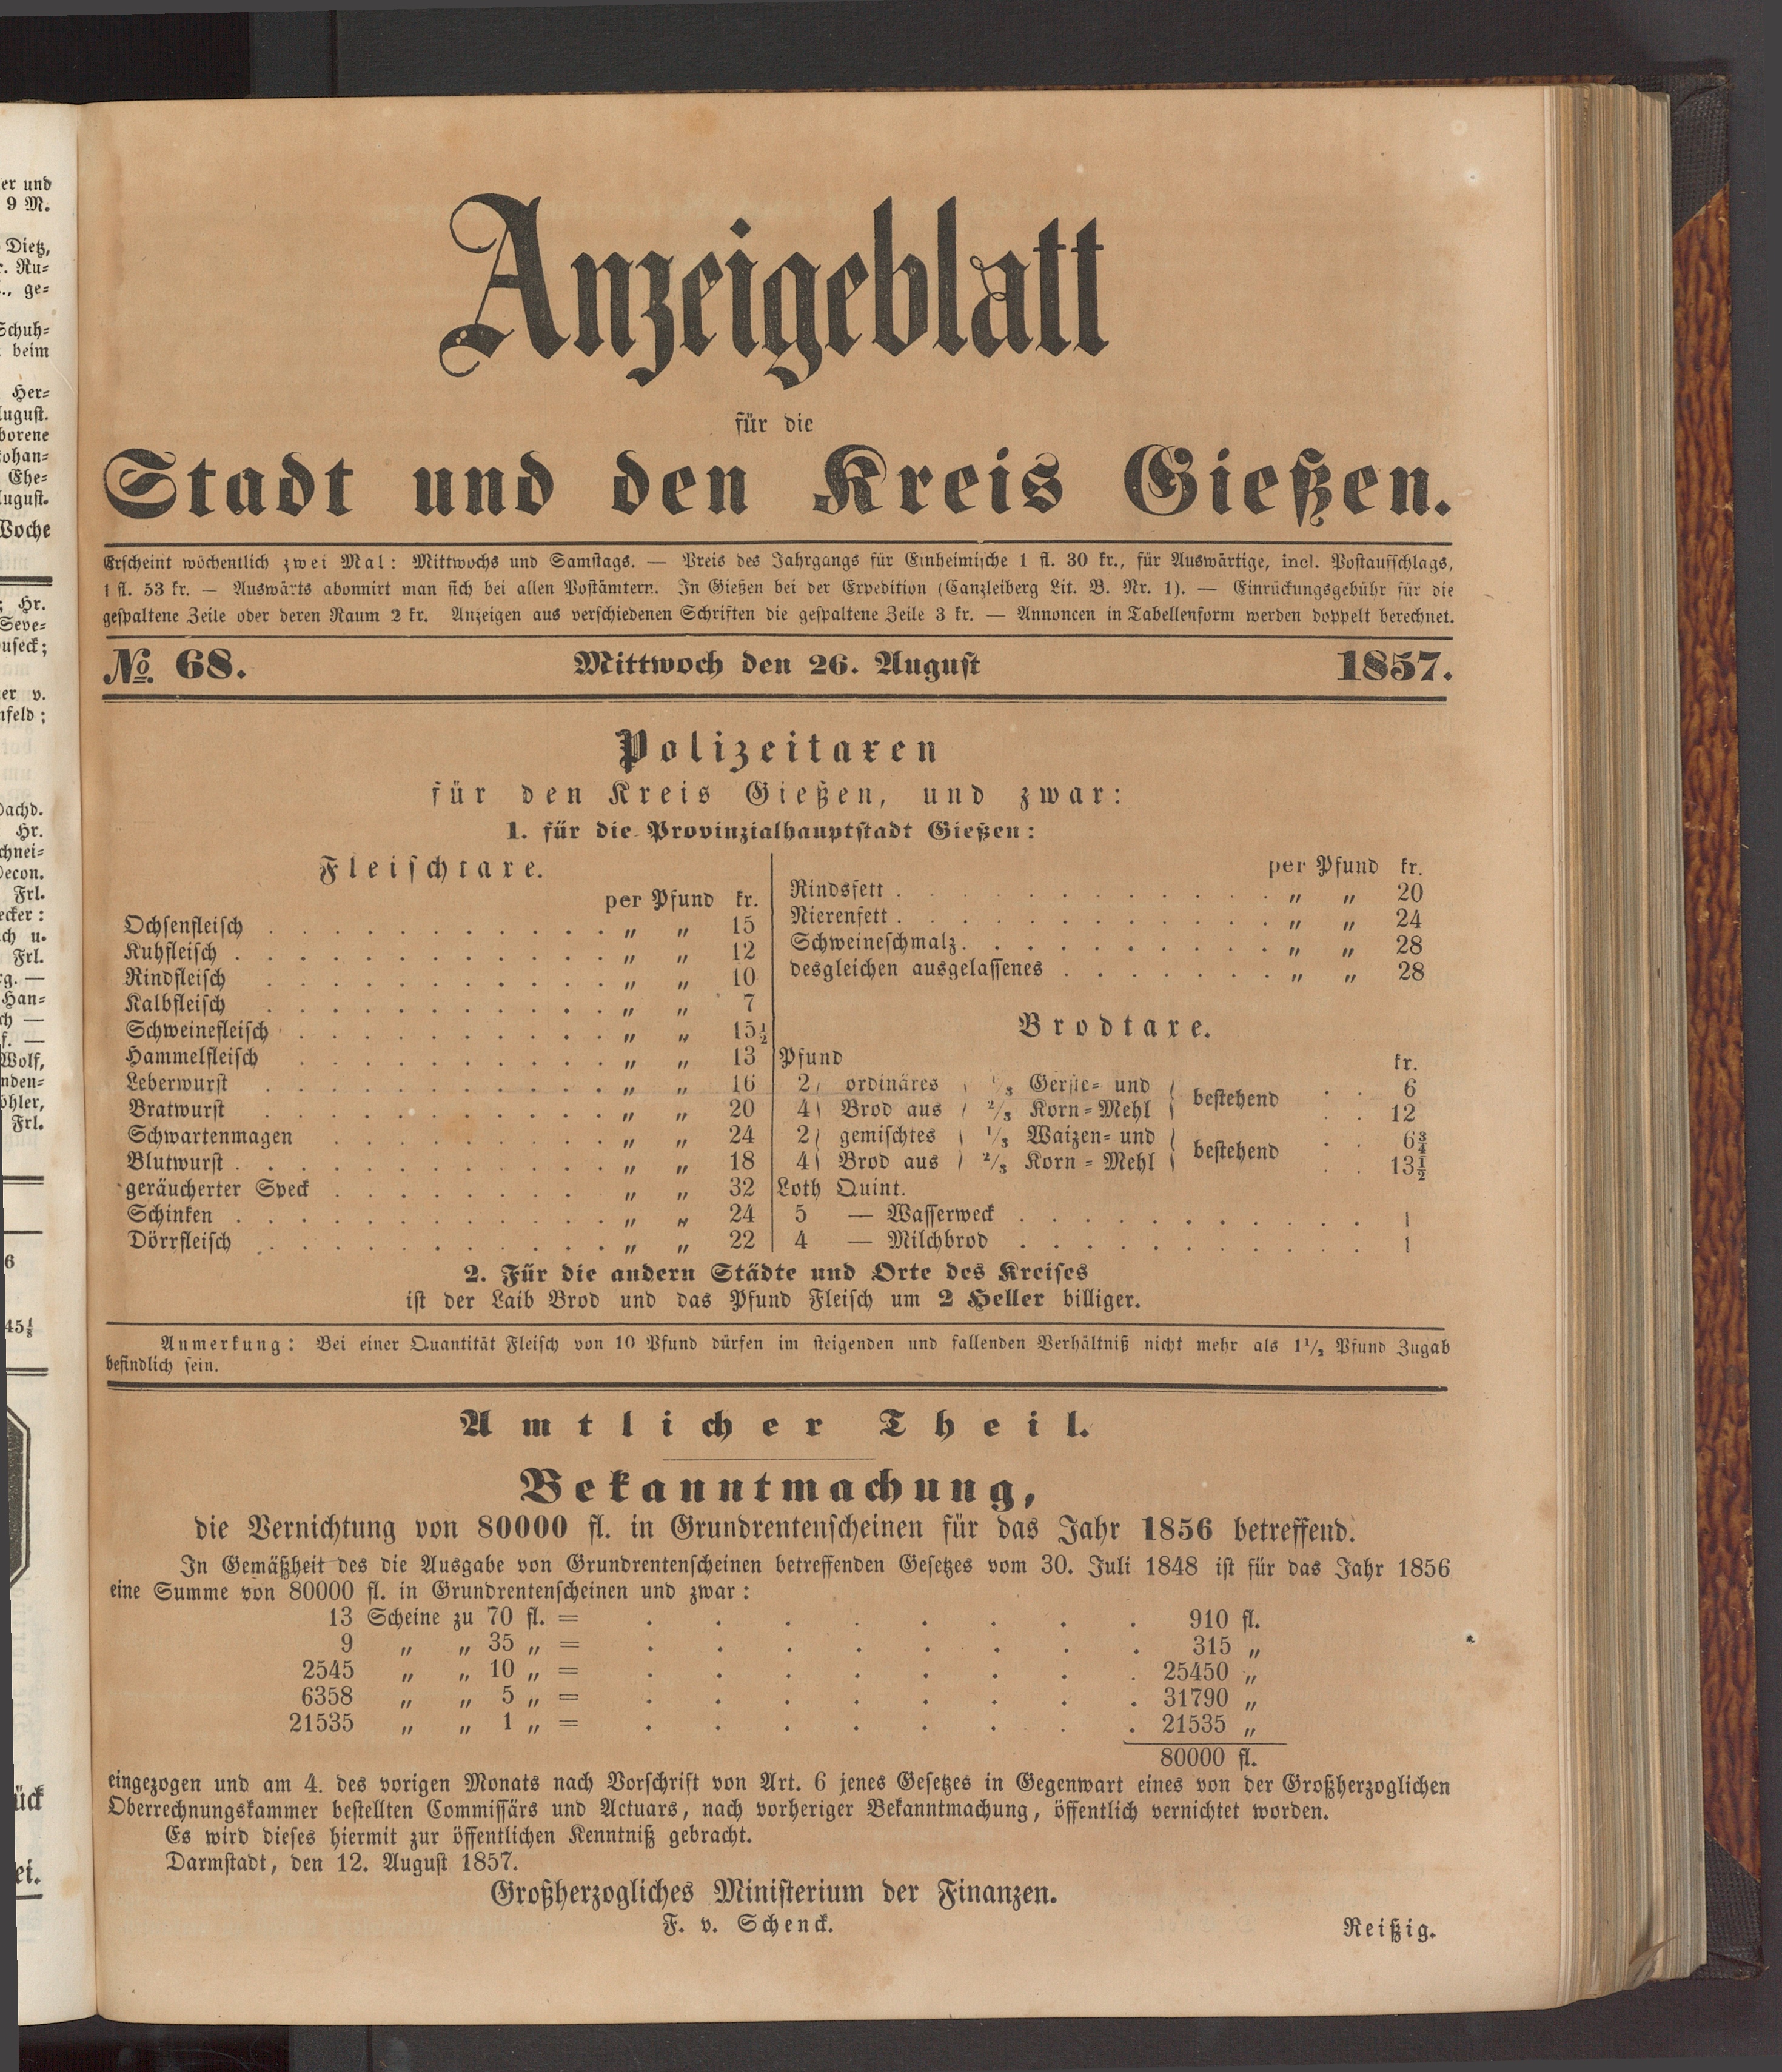 Anzeigeblatt
für die
Stadt und den Kreis Gießen.
Erscheint wöchentlich zwei Mal: Mittwochs und Samstags. — Preis des Jahrgangs für Einheimische 1 fl. 30 kr., für Auswärtige, incl. Postaufschlags,
1 fl. 53 kr. — Auswärts abonnirt man sich bei allen Postämtern. In Gießen bei der Expedition (Canzleiberg Lit. B. Nr. 1). — Einrückungsgebühr für die
gespaltene Zeile oder deren Raum 2 kr. Anzeigen aus verschiedenen Schriften die gespaltene Zeile 3 kr. — Annoncen in Tabellenform werden doppelt berechnet.
No. 68. Mittwoch den 26. August 1857.
Polizeitaxen
für den Kreis Gießen, und zwar:
1. für die Provinzialhauptstadt Gießen:
Fleischtaxe.
per Pfund kr.
Ochsenfleisch . . . . . . . . . . „ „ 15
Kuhfleisch . . . . . . . . . . . „ „ 12
Rindfleisch . . . . . . . . . . „ „ 10
Kalbfleisch . . . . . . . . . . „ „ 7
Schweinefleisch . . . . . . . . . „ „ 15½
Hammelfleisch . . . . . . . . . „ „ 13
Leberwurst . . . . . . . . . . „ „ 16
Bratwurst . . . . . . . . . . „ „ 20
Schwartenmagen . . . . . . . . „ „ 24
Blutwurst . . . . . . . . . . . „ „ 18
geräucherter Speck . . . . . . . . „ „ 32
Schinken . . . . . . . . . . . „ „ 24
Dörrfleisch . . . . . . . . . . „ „ 22
per Pfund kr.
Rindsfett . . . . . . . . . . . „ „ 20
Nierenfett . . . . . . . . . . . „ „ 24
Schweineschmalz . . . . . . . . . „ „ 28
desgleichen ausgelassenes . . . . . . „ „ 28
Brodtaxe.
Pfund kr.
2 } ordinäres { 1/3 Gerste- und } bestehend . . 6
4 } Brod aus { 2/3 Korn-Mehl } . . 12
2 } gemischtes { 1/3 Waizen- und } bestehend . . 6¾
4 } Brod aus { 2/3 Korn-Mehl } . . 13½
Loth Quint.
5 — Wasserweck . . . . . . . . . . 1
4 — Milchbrod . . . . . . . . . . 1
2. Für die andern Städte und Orte des Kreises
ist der Laib Brod und das Pfund Fleisch um 2 Heller billiger.
Anmerkung: Bei einer Quantität Fleisch von 10 Pfund dürfen im steigenden und fallenden Verhältniß nicht mehr als 1½ Pfund Zugab
befindlich sein.
Amtlicher Theil.
Bekanntmachung,
die Vernichtung von 80000 fl. in Grundrentenscheinen für das Jahr 1856 betreffend.
In Gemäßheit des die Ausgabe von Grundrentenscheinen betreffenden Gesetzes vom 30. Juli 1848 ist für das Jahr 1856
eine Summe von 80000 fl. in Grundrentenscheinen und zwar:
13 Scheine zu 70 fl. = . . . . . . . . 910 fl.
9 „ „ 35 „ = . . . . . . . . 315 „
2545 „ „ 10 „ = . . . . . . . . 25450 „
6358 „ „ 5 „ = . . . . . . . . 31790 „
21535 „ „ 1 „ = . . . . . . . . 21535 „
80000 fl.
eingezogen und am 4. des vorigen Monats nach Vorschrift von Art. 6 jenes Gesetzes in Gegenwart eines von der Großherzoglichen
Oberrechnungskammer bestellten Commissärs und Actuars, nach vorheriger Bekanntmachung, öffentlich vernichtet worden.
Es wird dieses hiermit zur öffentlichen Kenntniß gebracht.
Darmstadt, den 12. August 1857.
Großherzogliches Ministerium der Finanzen.
F. v. Schenck. Reißig.